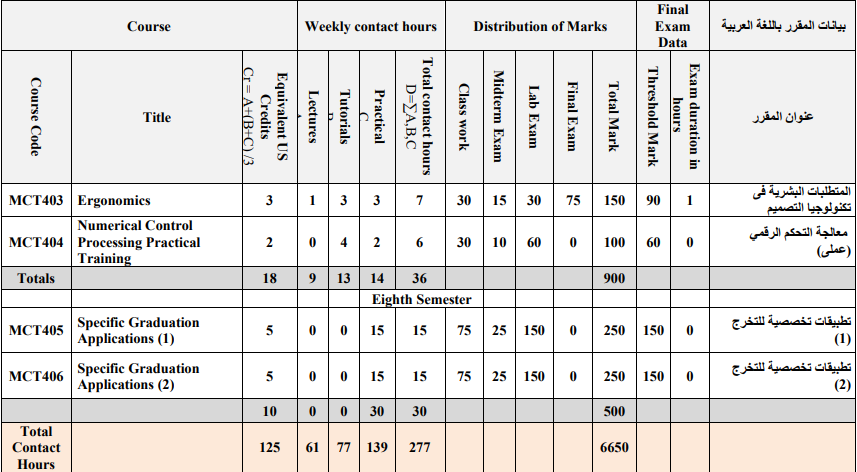 Course Weekly contact hours Distribution of Marks Final Exam Data بيانات المقرر باللغة العربية
Course Code Title Equivalent US Credits Cr = A+(B+C) /3 Lectures Tutorials Practical Total contact hours D=∑A,B,C Class work Midterm Exam Lab Exam Final Exam Total Mark Threshold Mark Exam duration in hours عنوان المقرر
MCT403 Ergonomics 3 1 3 3 7 30 15 30 75 150 90 1 المتطلبات البشرية فى تكنولوجيا التصميم
MCT404 Numerical Control Processing Practical Training 2 0 4 2 6 30 10 60 0 100 60 0 معالجة التحكم الرقمي (عملى)
Totals 18 9 13 14 36 900
Eighth Semester
MCT405 Specific Graduation Applications (1) 5 0 0 15 15 75 25 150 0 250 150 0 تطبيقات تخصصية للتخرج (1)
MCT406 Specific Graduation Applications (2) 5 0 0 15 15 75 25 150 0 250 150 0 تطبيقات تخصصية للتخرج (2)
10 0 0 30 30 500
Total Contact Hours 125 61 77 139 277 6650